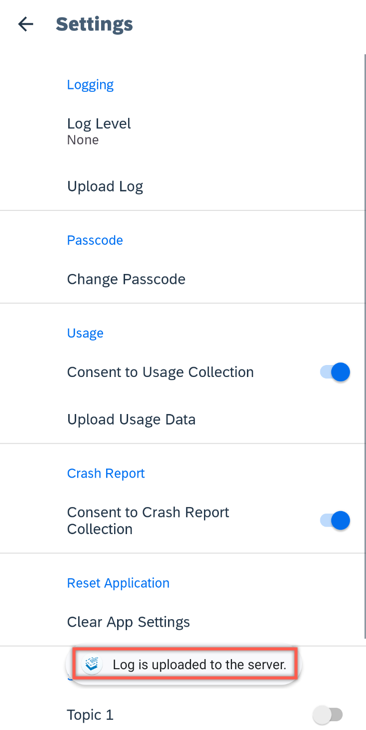 Settings
Logging
Log Level
None
Upload Log
Passcode
Change Passcode
Usage
Consent to Usage Collection
Upload Usage Data
Crash Report
Consent to Crash Report
Collection
Reset Application
Clear App Settings
Log is uploaded to the server.
Topic 1